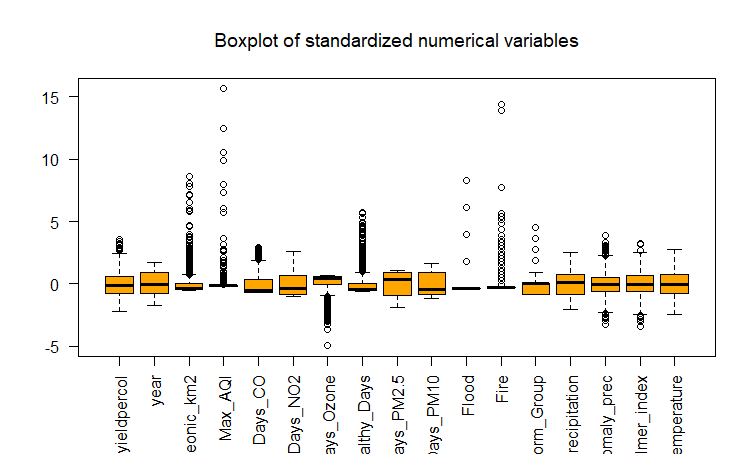 Boxplot of standardized numerical variables
15
10
5
0
-5
yieldpercol
year
eonic_km2
Max_AQI
Days_CO
Days_NO2
ays_Ozone
althy_Days
ays_PM2.5
Days_PM10
Flood
Fire
orm_Group
recipitation
omaly_prec
lmer_index
emperature